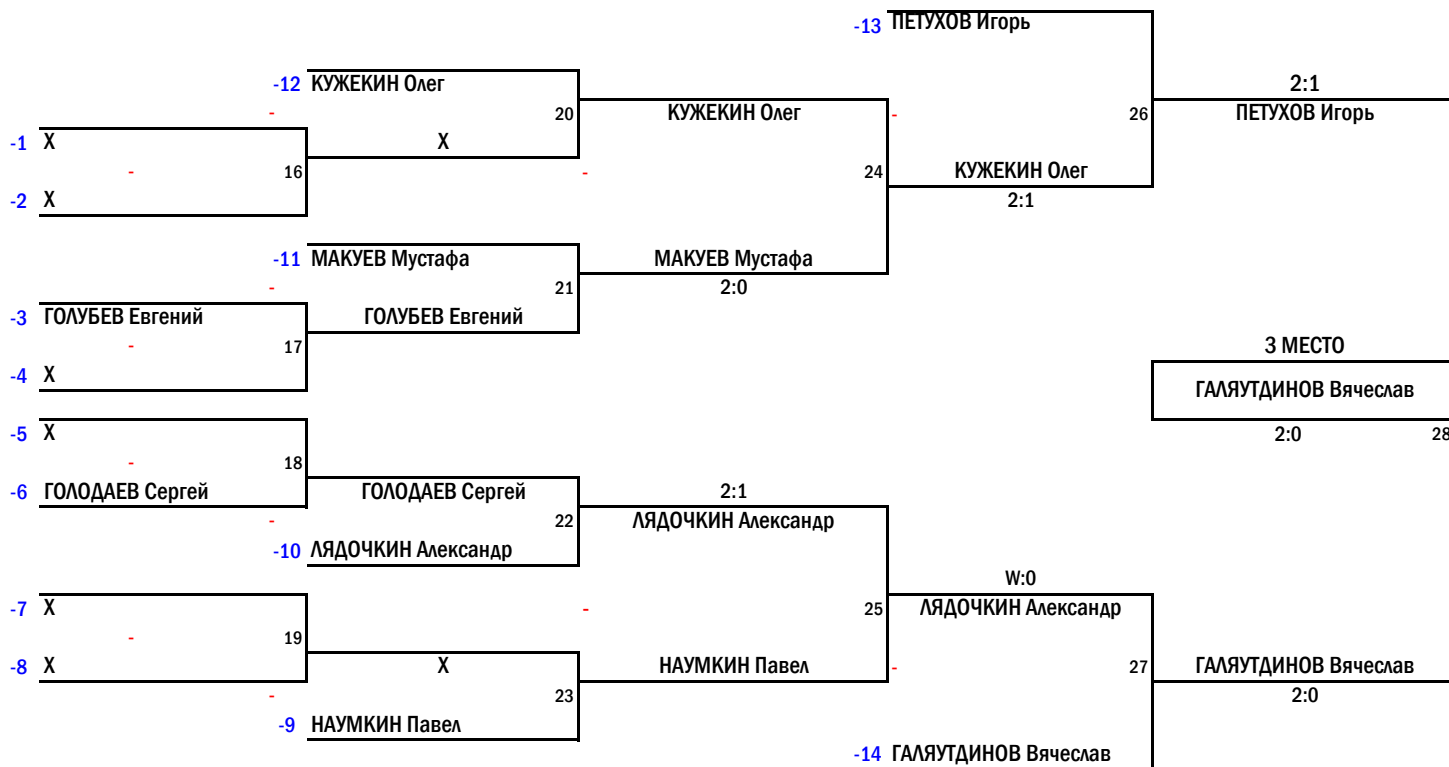 -13 ПЕТУХОВ Игорь
-12 КУЖЕКИН Олег
2:1
-
20
КУЖЕКИН Олег
-
26
ПЕТУХОВ Игорь
-1 X
X
-
16
-
24
КУЖЕКИН Олег
-2 X
2:1
-11 МАКУЕВ Мустафа
МАКУЕВ Мустафа
-
21
2:0
-3 ГОЛУБЕВ Евгений
ГОЛУБЕВ Евгений
-
17
3 МЕСТО
-4 X
ГАЛЯУТДИНОВ Вячеслав
-5 X
2:0
28
-
18
-6 ГОЛОДАЕВ Сергей
ГОЛОДАЕВ Сергей
2:1
-
22
ЛЯДОЧКИН Александр
-10 ЛЯДОЧКИН Александр
W:0
-7 X
-
25
ЛЯДОЧКИН Александр
-
19
-8 X
X
НАУМКИН Павел
-
27
ГАЛЯУТДИНОВ Вячеслав
-
23
2:0
-9 НАУМКИН Павел
-14 ГАЛЯУТДИНОВ Вячеслав